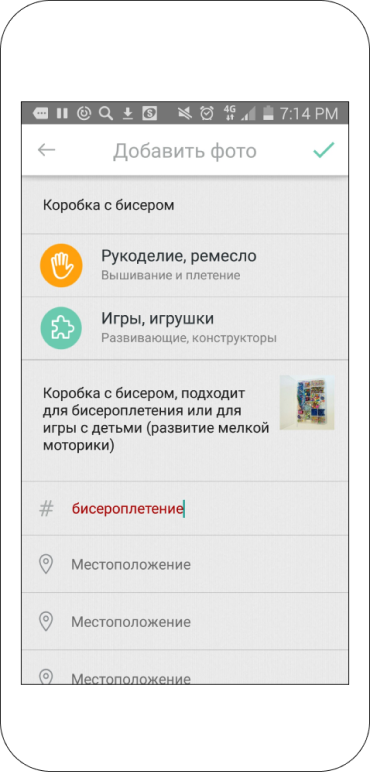 4G 7:14 PM
Добавить фото
Коробка с бисером
Рукоделие, ремесло
Вышивание и плетение
Игры, игрушки
Развивающие, конструкторы
Коробка с бисером, подходит
для бисероплетения или для
игры с детьми (развитие мелкой
моторики)
# бисероплетение
Местоположение
Местоположение
Местоположение